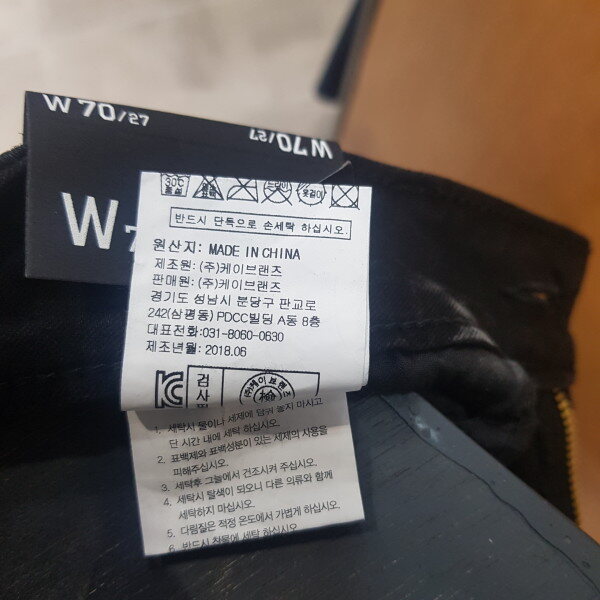 W 70/27
W70/27
W 7
30℃
반드시 단독으로 손세탁 하십시오.
원산지: MADE IN CHINA
제조원: (주)케이브랜즈
판매원: (주)케이브랜즈
경기도 성남시 분당구 판교로
242(삼평동) PDCC빌딩 A동 8층
대표전화:031-8060-0630
제조년월: 2018.06
검
사
(주)케이브랜즈
1. 세탁시 물이나 세제에 담궈 놓지 마시고
단 시간 내에 세탁 하십시오.
2. 표백제와 표백성분이 있는 세제의 사용을
피해주십시오.
3. 세탁후 그늘에서 건조시켜 주십시오.
4. 세탁시 탈색이 되오니 다른 의류와 함께
세탁하지 마십시오.
5. 다림질은 적정 온도에서 가볍게 하십시오.
6. 반드시 찬물에 세탁 하십시오.